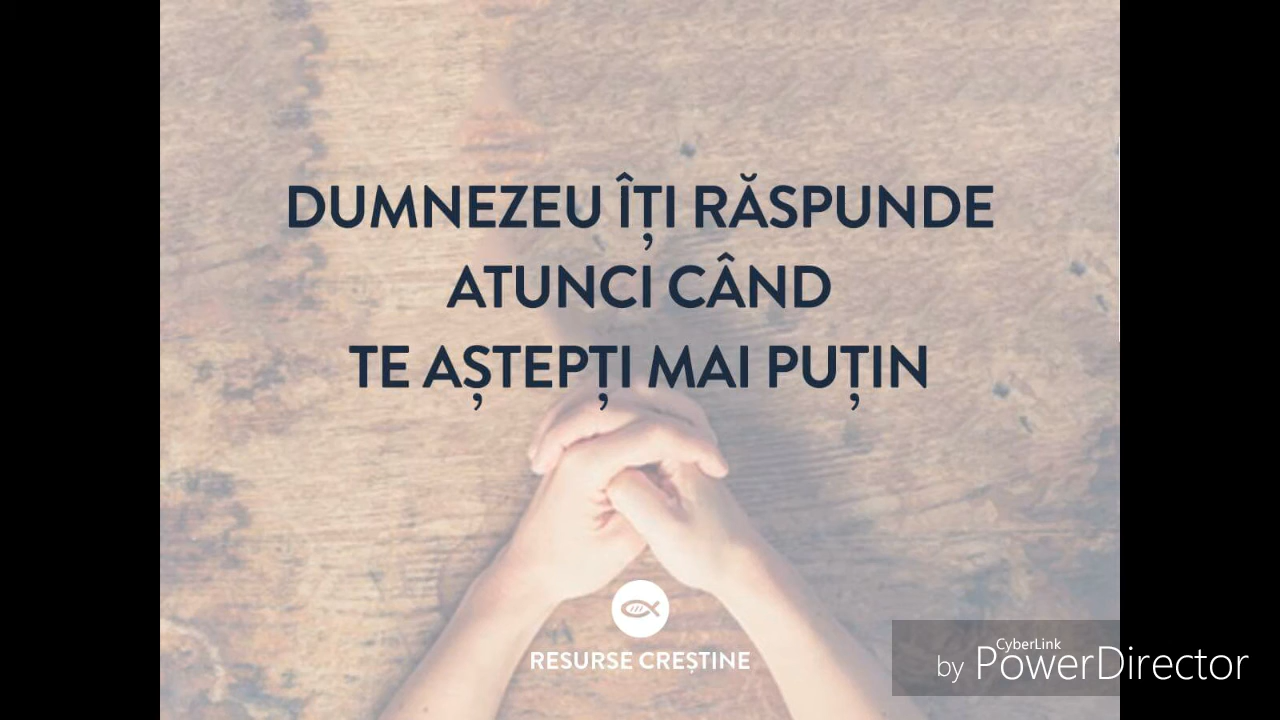 DUMNEZEU ÎȚI RĂSPUNDE
ATUNCI CÂND
TE AȘTEPȚI MAI PUȚIN
RESURSE CREȘTINE
CyberLink
by PowerDirector